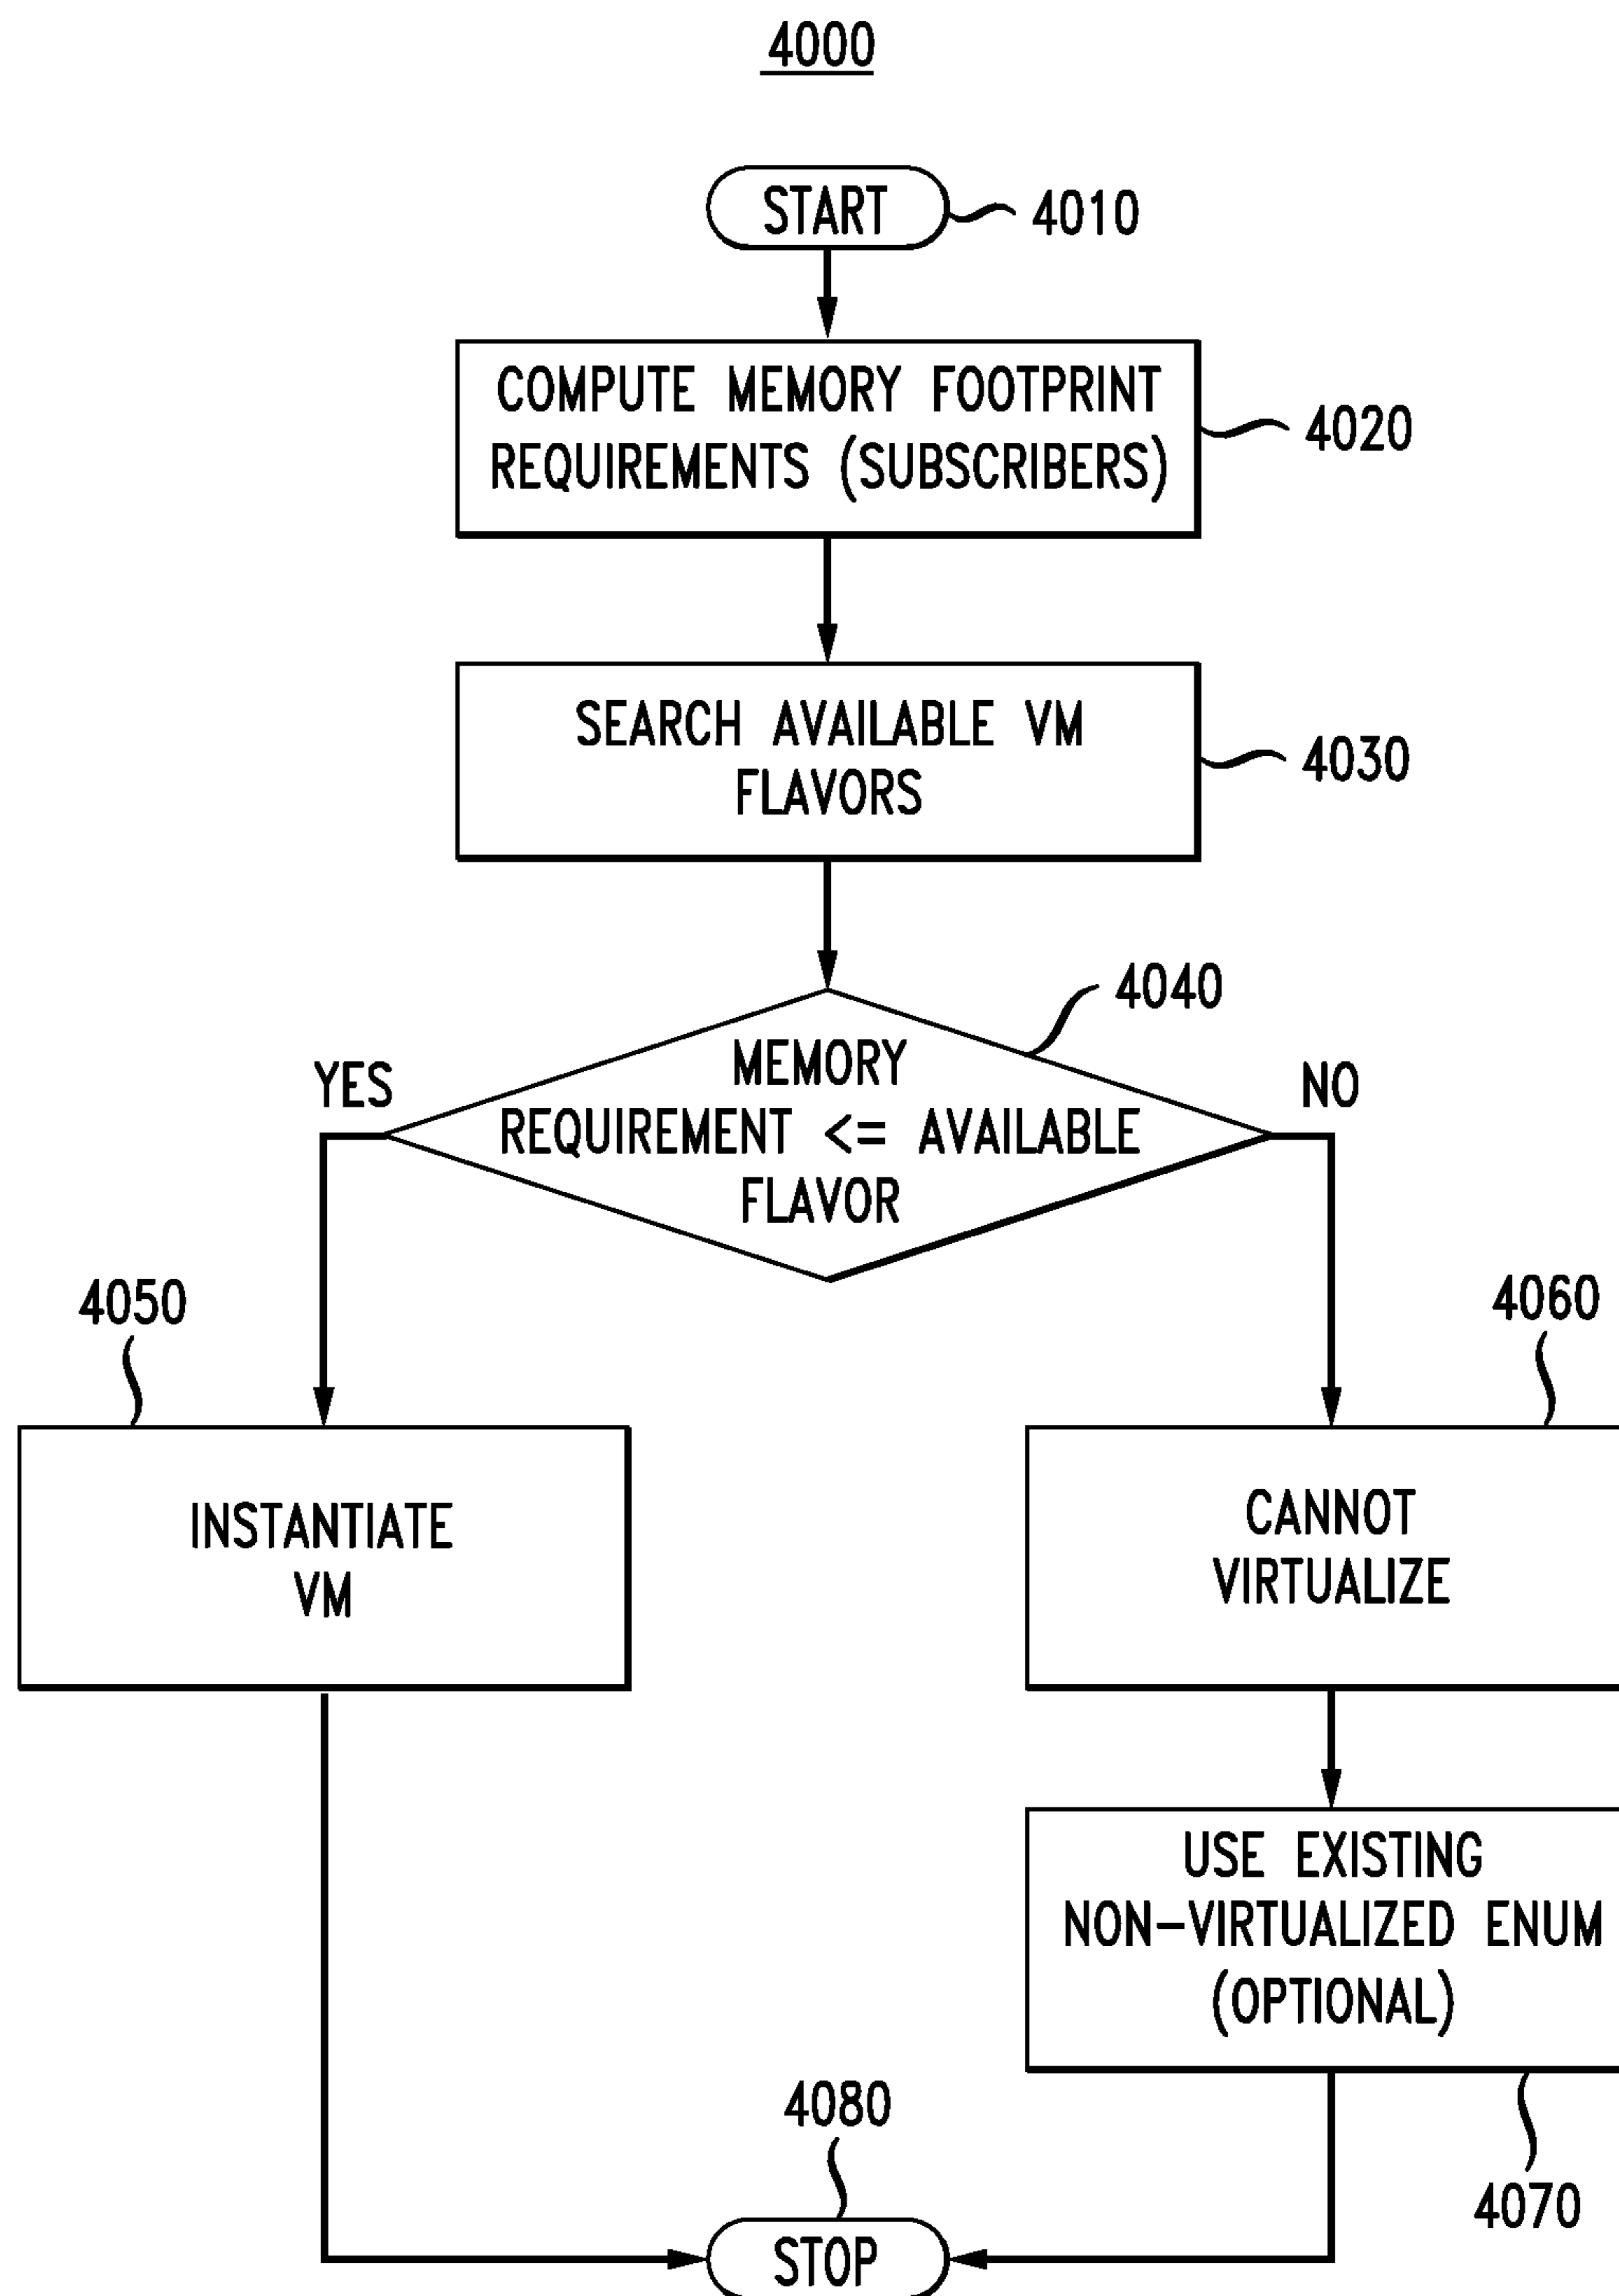 4000
START
4010
COMPUTE MEMORY FOOTPRINT
REQUIREMENTS (SUBSCRIBERS)
4020
SEARCH AVAILABLE VM
FLAVORS
4030
4040
MEMORY
REQUIREMENT <= AVAILABLE
FLAVOR
YES
NO
4050
INSTANTIATE
VM
4060
CANNOT
VIRTUALIZE
USE EXISTING
NON-VIRTUALIZED ENUM
(OPTIONAL)
4070
4080
STOP